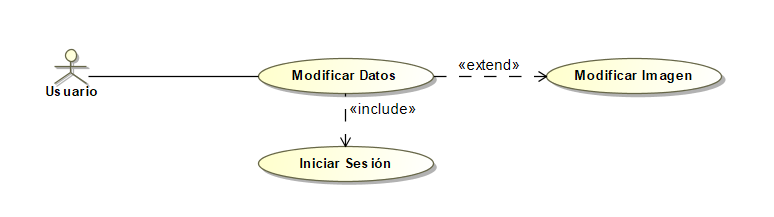 Usuario
Modificar Datos
«extend»
Modificar Imagen
«include»
Iniciar Sesión